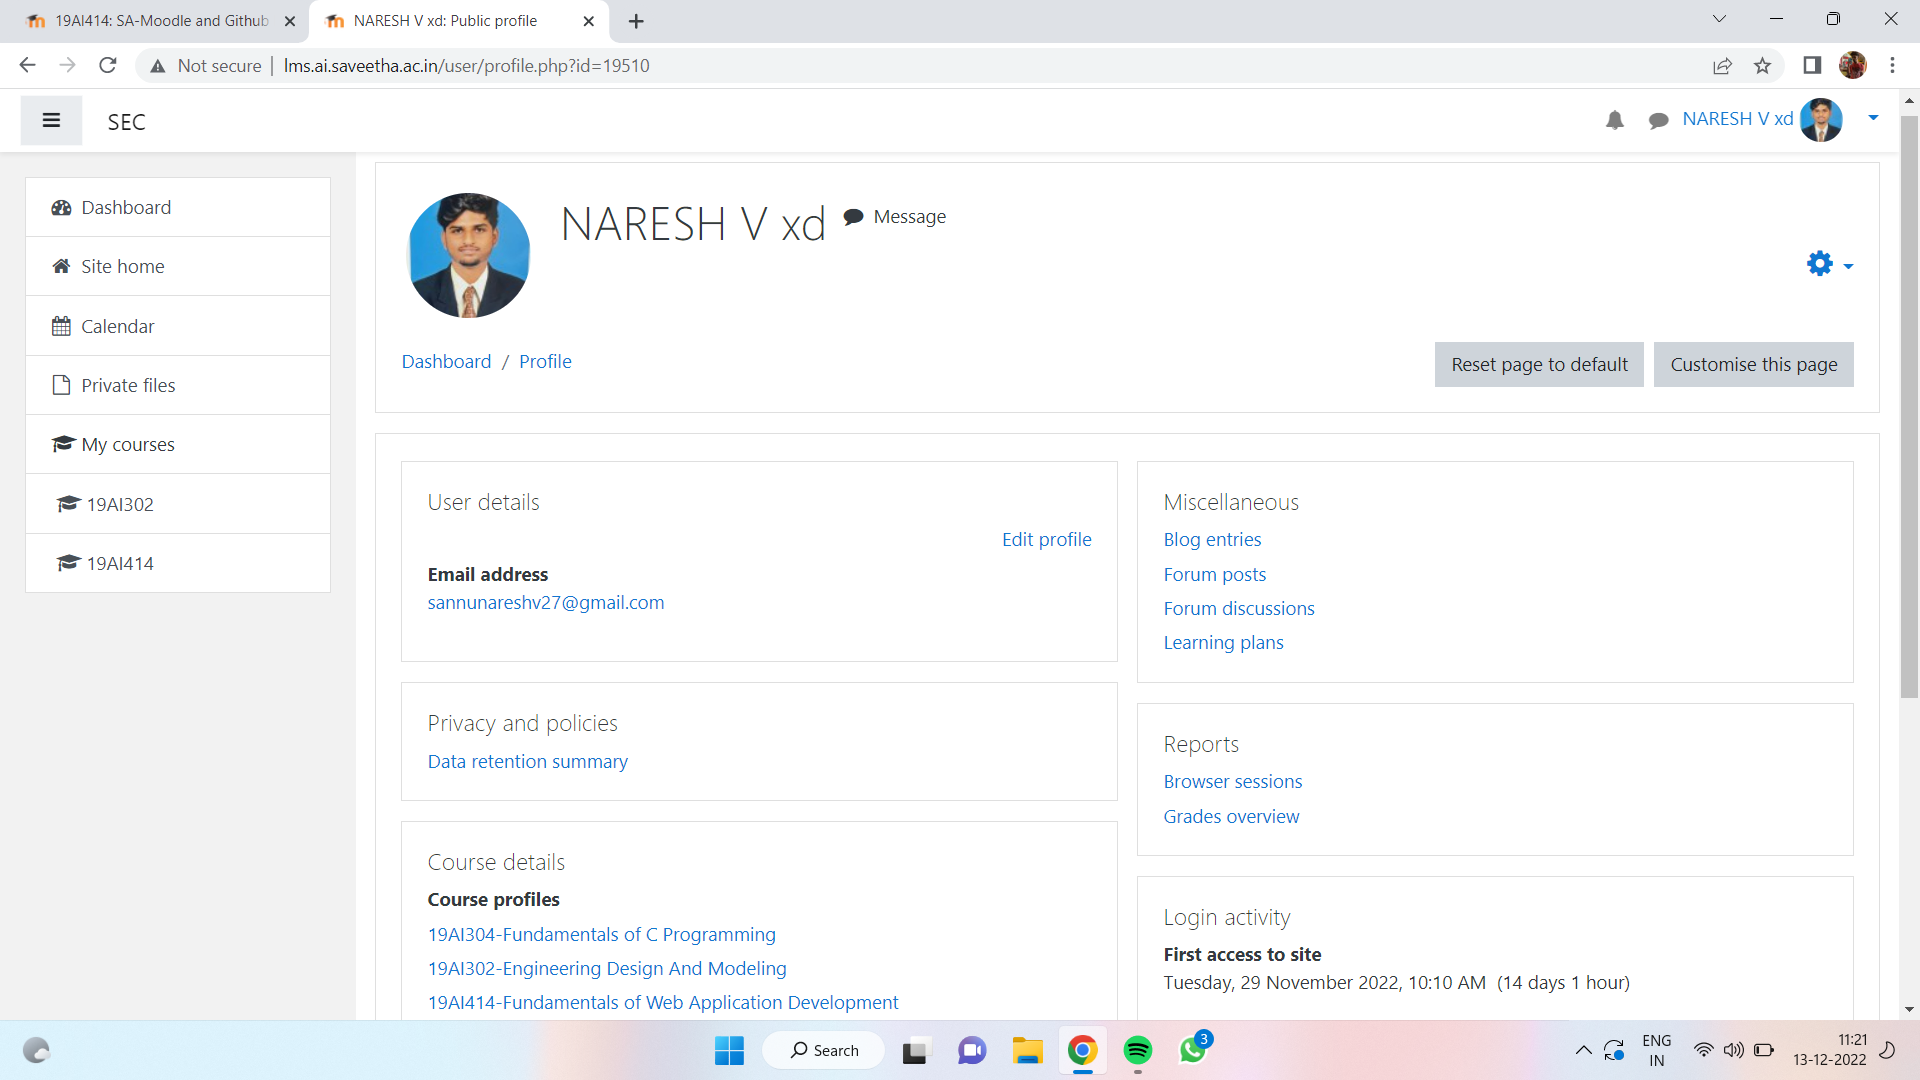 19AI414: SA-Moodle and Github
NARESH V xd: Public profile
Not secure
lms.ai.saveetha.ac.in/user/profile.php?id=19510
SEC
NARESH V xd
Dashboard
Site home
Calendar
Private files
My courses
19AI302
19AI414
NARESH V xd
Message
Dashboard / Profile
Reset page to default
Customise this page
User details
Edit profile
Email address
sannunareshv27@gmail.com
Privacy and policies
Data retention summary
Course details
Course profiles
19AI304-Fundamentals of C Programming
19AI302-Engineering Design And Modeling
19AI414-Fundamentals of Web Application Development
Miscellaneous
Blog entries
Forum posts
Forum discussions
Learning plans
Reports
Browser sessions
Grades overview
Login activity
First access to site
Tuesday, 29 November 2022, 10:10 AM (14 days 1 hour)
Search
3
ENG
IN
11:21
13-12-2022